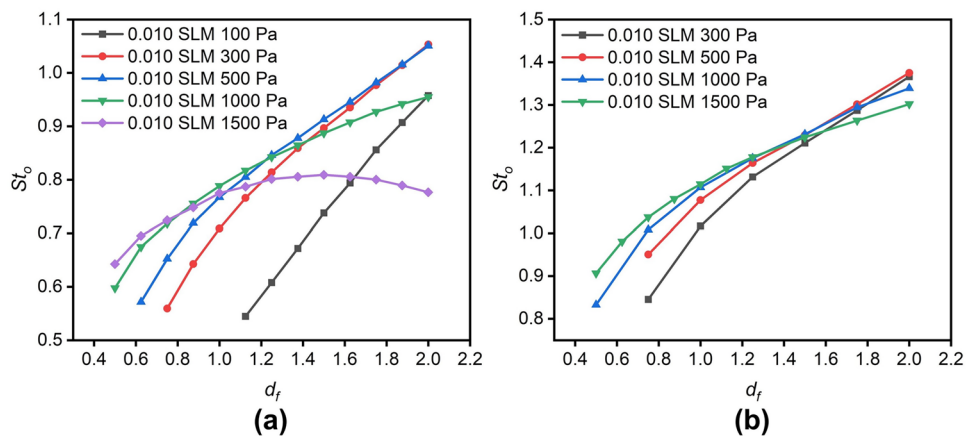 1.1
1.0
0.9
0.8
0.7
0.6
0.5
St_o
0.010 SLM 100 Pa
0.010 SLM 300 Pa
0.010 SLM 500 Pa
0.010 SLM 1000 Pa
0.010 SLM 1500 Pa
0.4 0.6 0.8 1.0 1.2 1.4 1.6 1.8 2.0 2.2
d_f
(a)
1.5
1.4
1.3
1.2
1.1
1.0
0.9
0.8
St_o
0.010 SLM 300 Pa
0.010 SLM 500 Pa
0.010 SLM 1000 Pa
0.010 SLM 1500 Pa
0.4 0.6 0.8 1.0 1.2 1.4 1.6 1.8 2.0 2.2
d_f
(b)